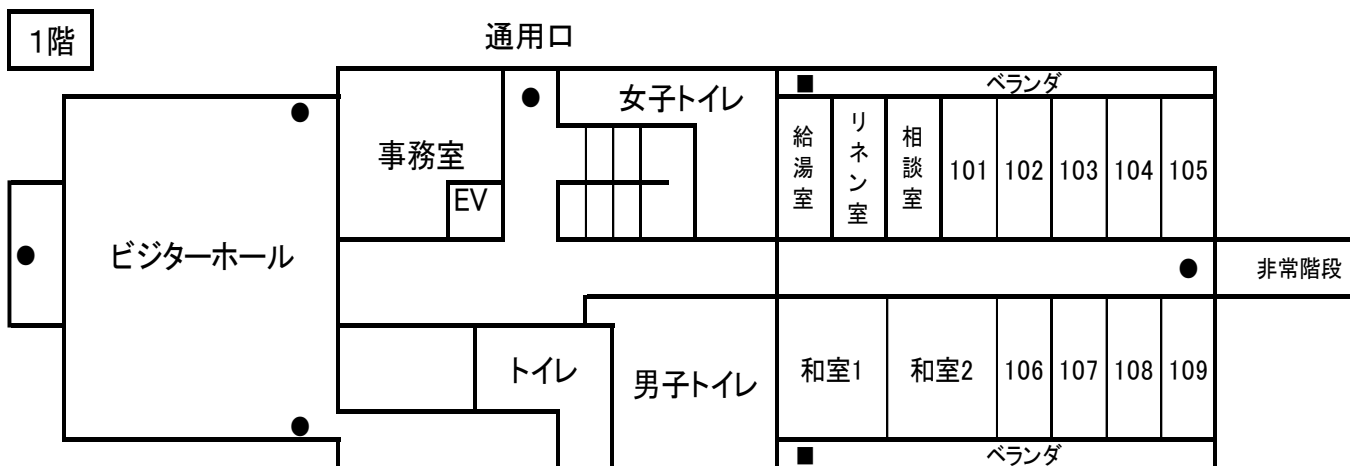 1階
通用口
ベランダ
女子トイレ
事務室
EV
給湯室
リネン室
相談室
101
102
103
104
105
ビジターホール
非常階段
トイレ
男子トイレ
和室1
和室2
106
107
108
109
ベランダ